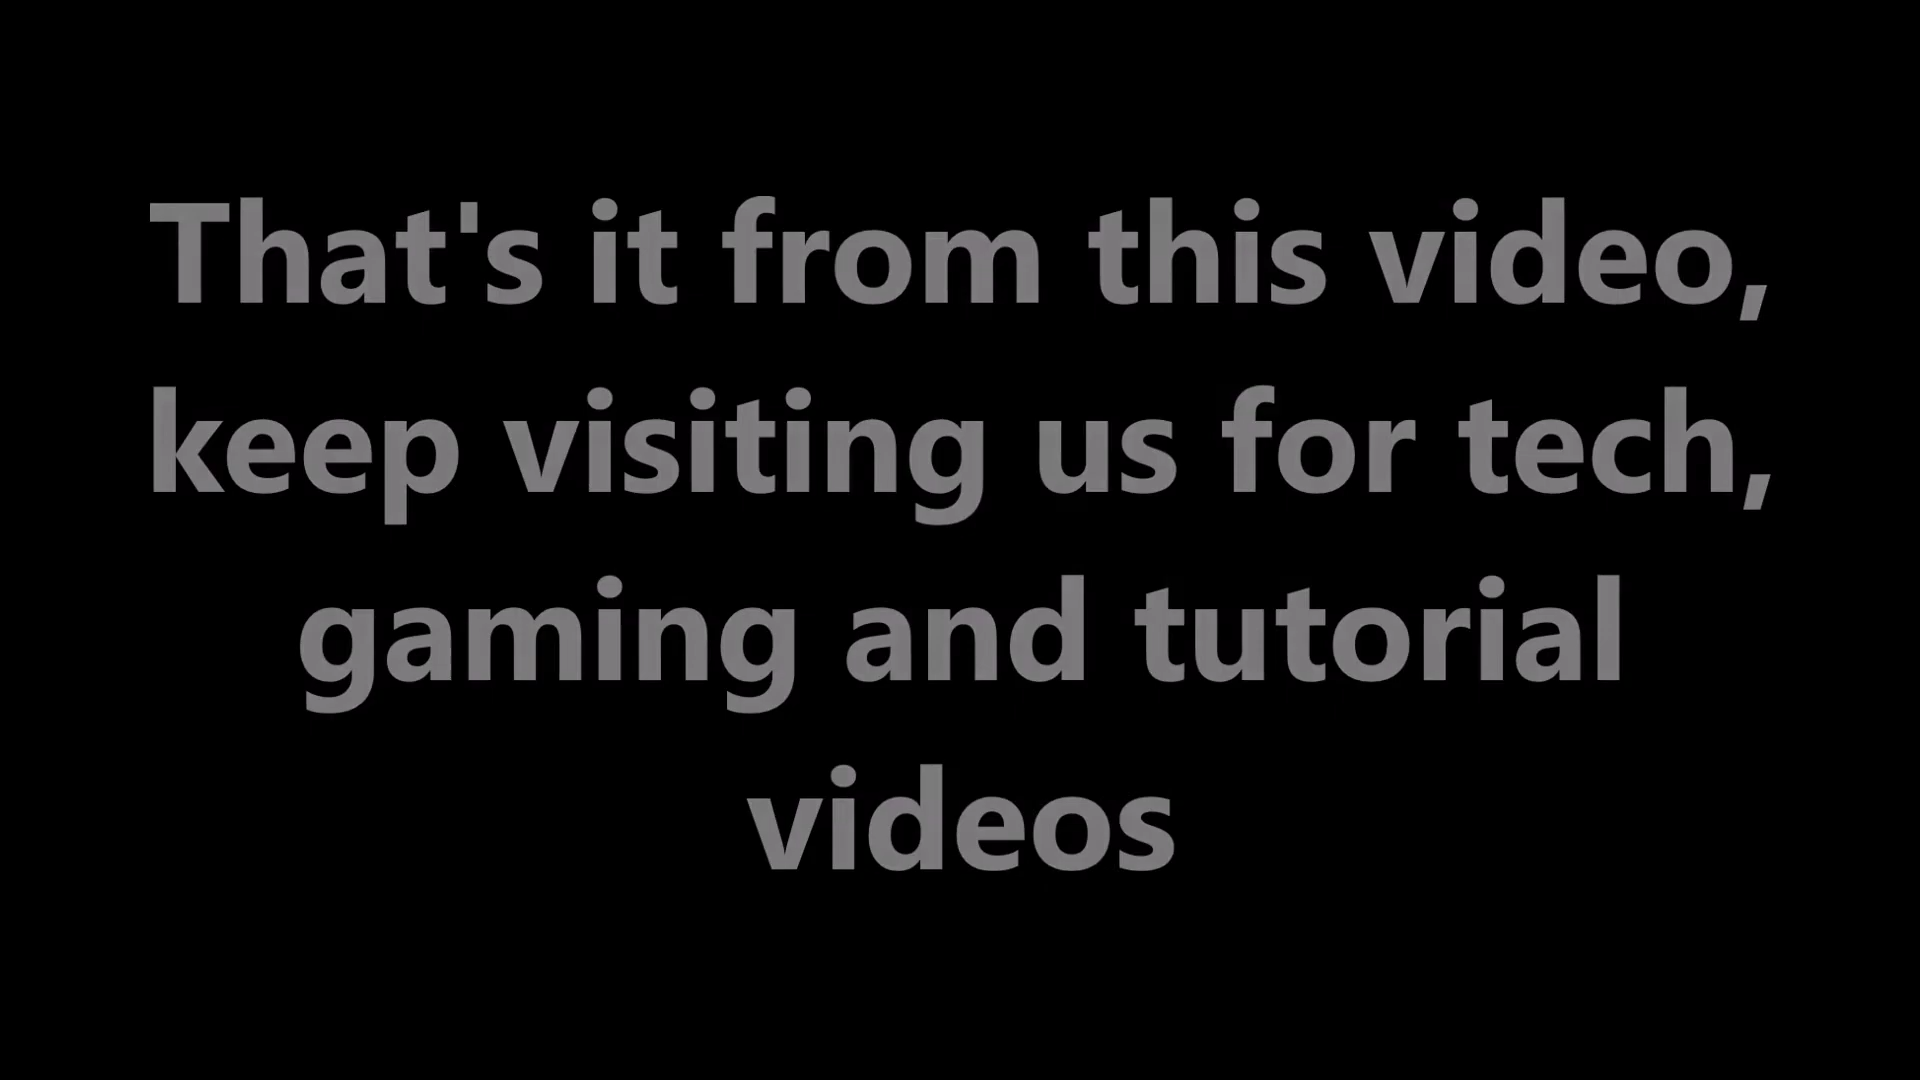 That's it from this video,
keep visiting us for tech,
gaming and tutorial
videos